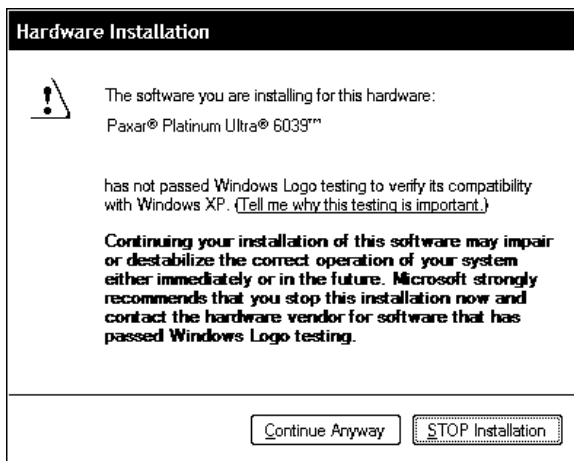 Hardware Installation
The software you are installing for this hardware:
Paxar® Platinum Ultra® 6039™
has not passed Windows Logo testing to verify its compatibility
with Windows XP. (Tell me why this testing is important.)
Continuing your installation of this software may impair
or destabilize the correct operation of your system
either immediately or in the future. Microsoft strongly
recommends that you stop this installation now and
contact the hardware vendor for software that has
passed Windows Logo testing.
Continue Anyway
STOP Installation